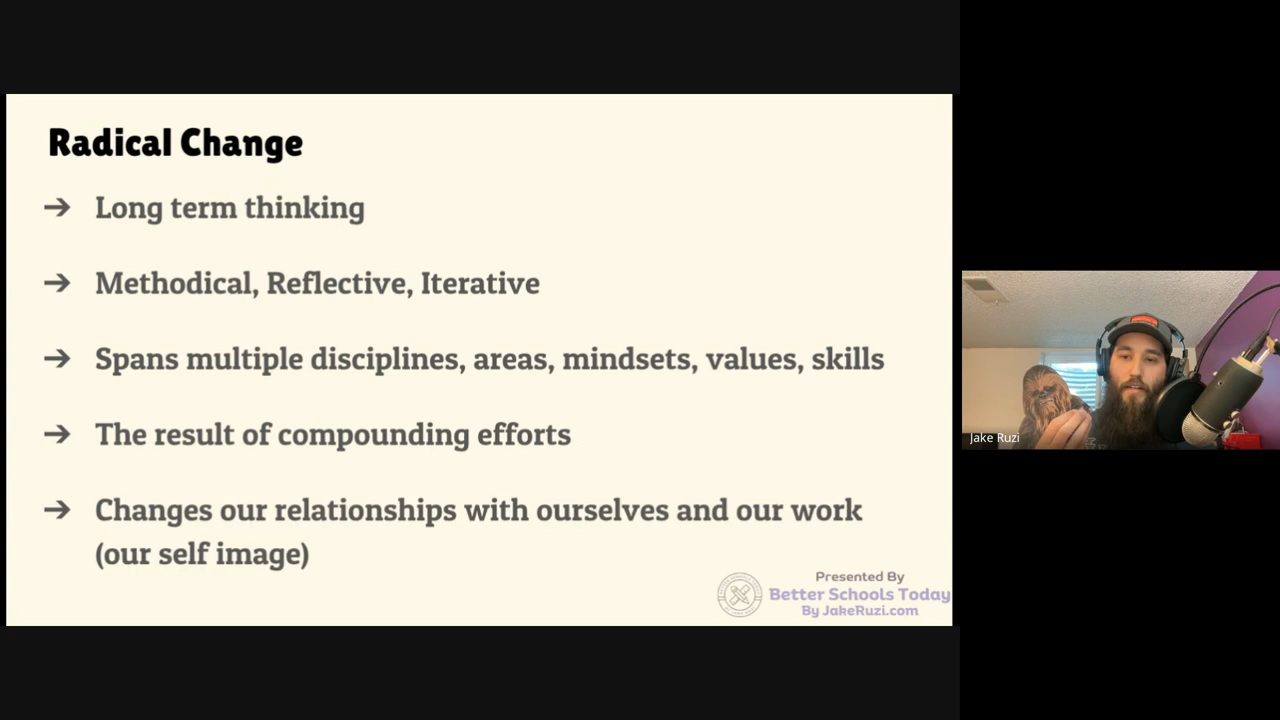 Radical Change
➔ Long term thinking
➔ Methodical, Reflective, Iterative
➔ Spans multiple disciplines, areas, mindsets, values, skills
➔ The result of compounding efforts
➔ Changes our relationships with ourselves and our work
(our self image)
Presented By
Better Schools Today
By JakeRuzi.com
Jake Ruzi